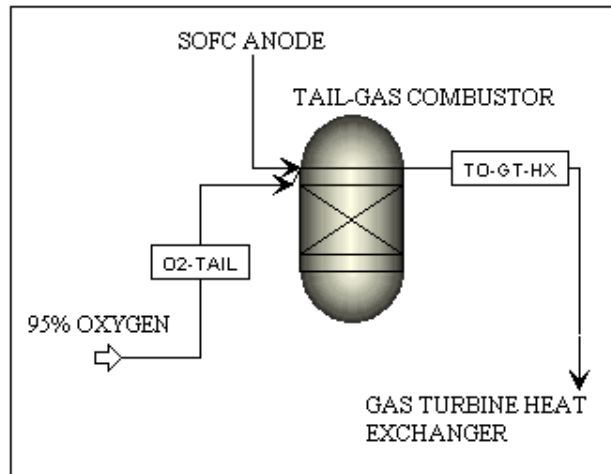 SOFC ANODE
TAIL-GAS COMBUSTOR
TO-GT-HX
O2-TAIL
95% OXYGEN
GAS TURBINE HEAT
EXCHANGER